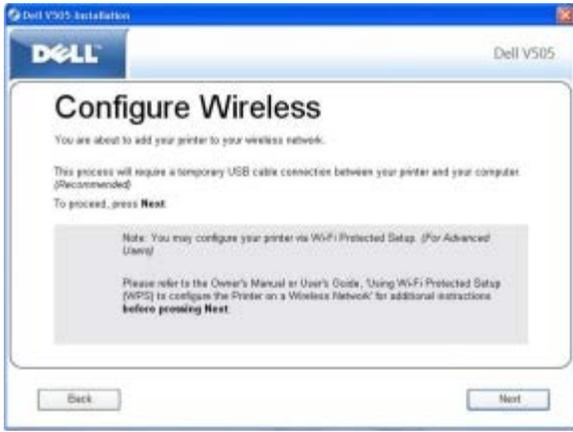 Dell V505 Installation
DELL
Dell V505
Configure Wireless
You are about to add your printer to your wireless network.
This process will require a temporary USB cable connection between your printer and your computer.
(Recommended)
To proceed, press Next.
Note: You may configure your printer via Wi-Fi Protected Setup. (For Advanced
Users)
Please refer to the Owner's Manual or User's Guide, 'Using Wi-Fi Protected Setup
(WPS) to configure the Printer on a Wireless Network' for additional instructions
before pressing Next.
Back
Next